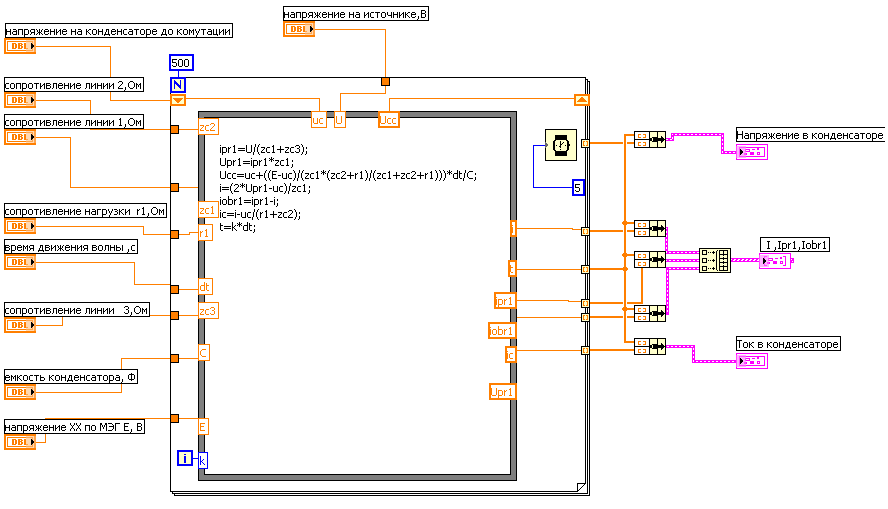 напряжение на источнике,В
DBL
напряжение на конденсаторе до комутации
DBL
500
N
сопротивление линии 2,Ом
DBL
сопротивление линии 1,Ом
DBL
сопротивление нагрузки r1,Ом
DBL
время движения волны ,с
DBL
сопротивление линии 3,Ом
DBL
емкость конденсатора, Ф
DBL
напряжение ХХ по МЭГ Е, В
DBL
uc
U
Ucc
zc2
zc1
r1
dt
zc3
C
E
i
k
ipr1=U/(zc1+zc3);
Upr1=ipr1*zc1;
Ucc=uc+((E-uc)/(zc1*(zc2+r1)/(zc1+zc2+r1)))*dt/C;
i=(2*Upr1-uc)/zc1;
iobr1=ipr1-i;
ic=i-uc/(r1+zc2);
t=k*dt;
i
t
ipr1
iobr1
ic
Upr1
5
Напряжение в конденсаторе
I ,Ipr1,Iobr1
Ток в конденсаторе